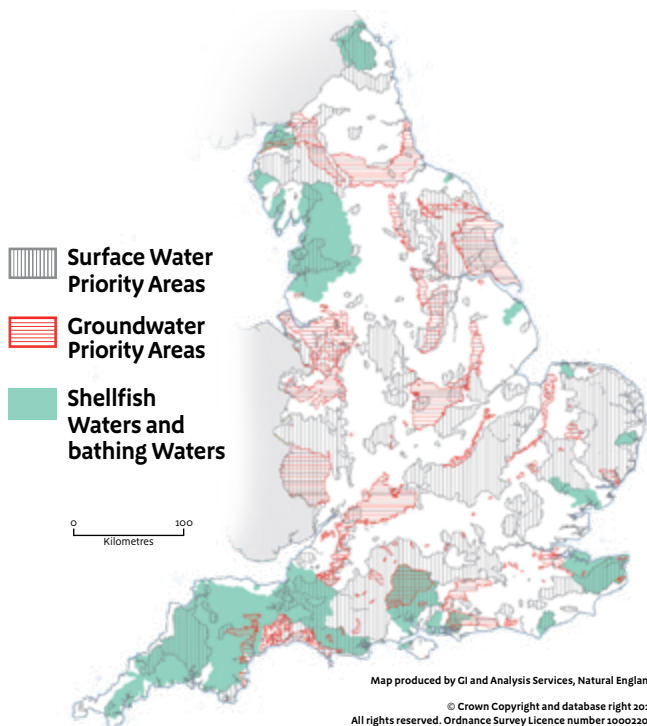 Surface Water
Priority Areas
Groundwater
Priority Areas
Shellfish
Waters and
bathing Waters
0 100
Kilometres
Map produced by GI and Analysis Services, Natural Englan
© Crown Copyright and database right 20
All rights reserved. Ordnance Survey Licence number 1000220